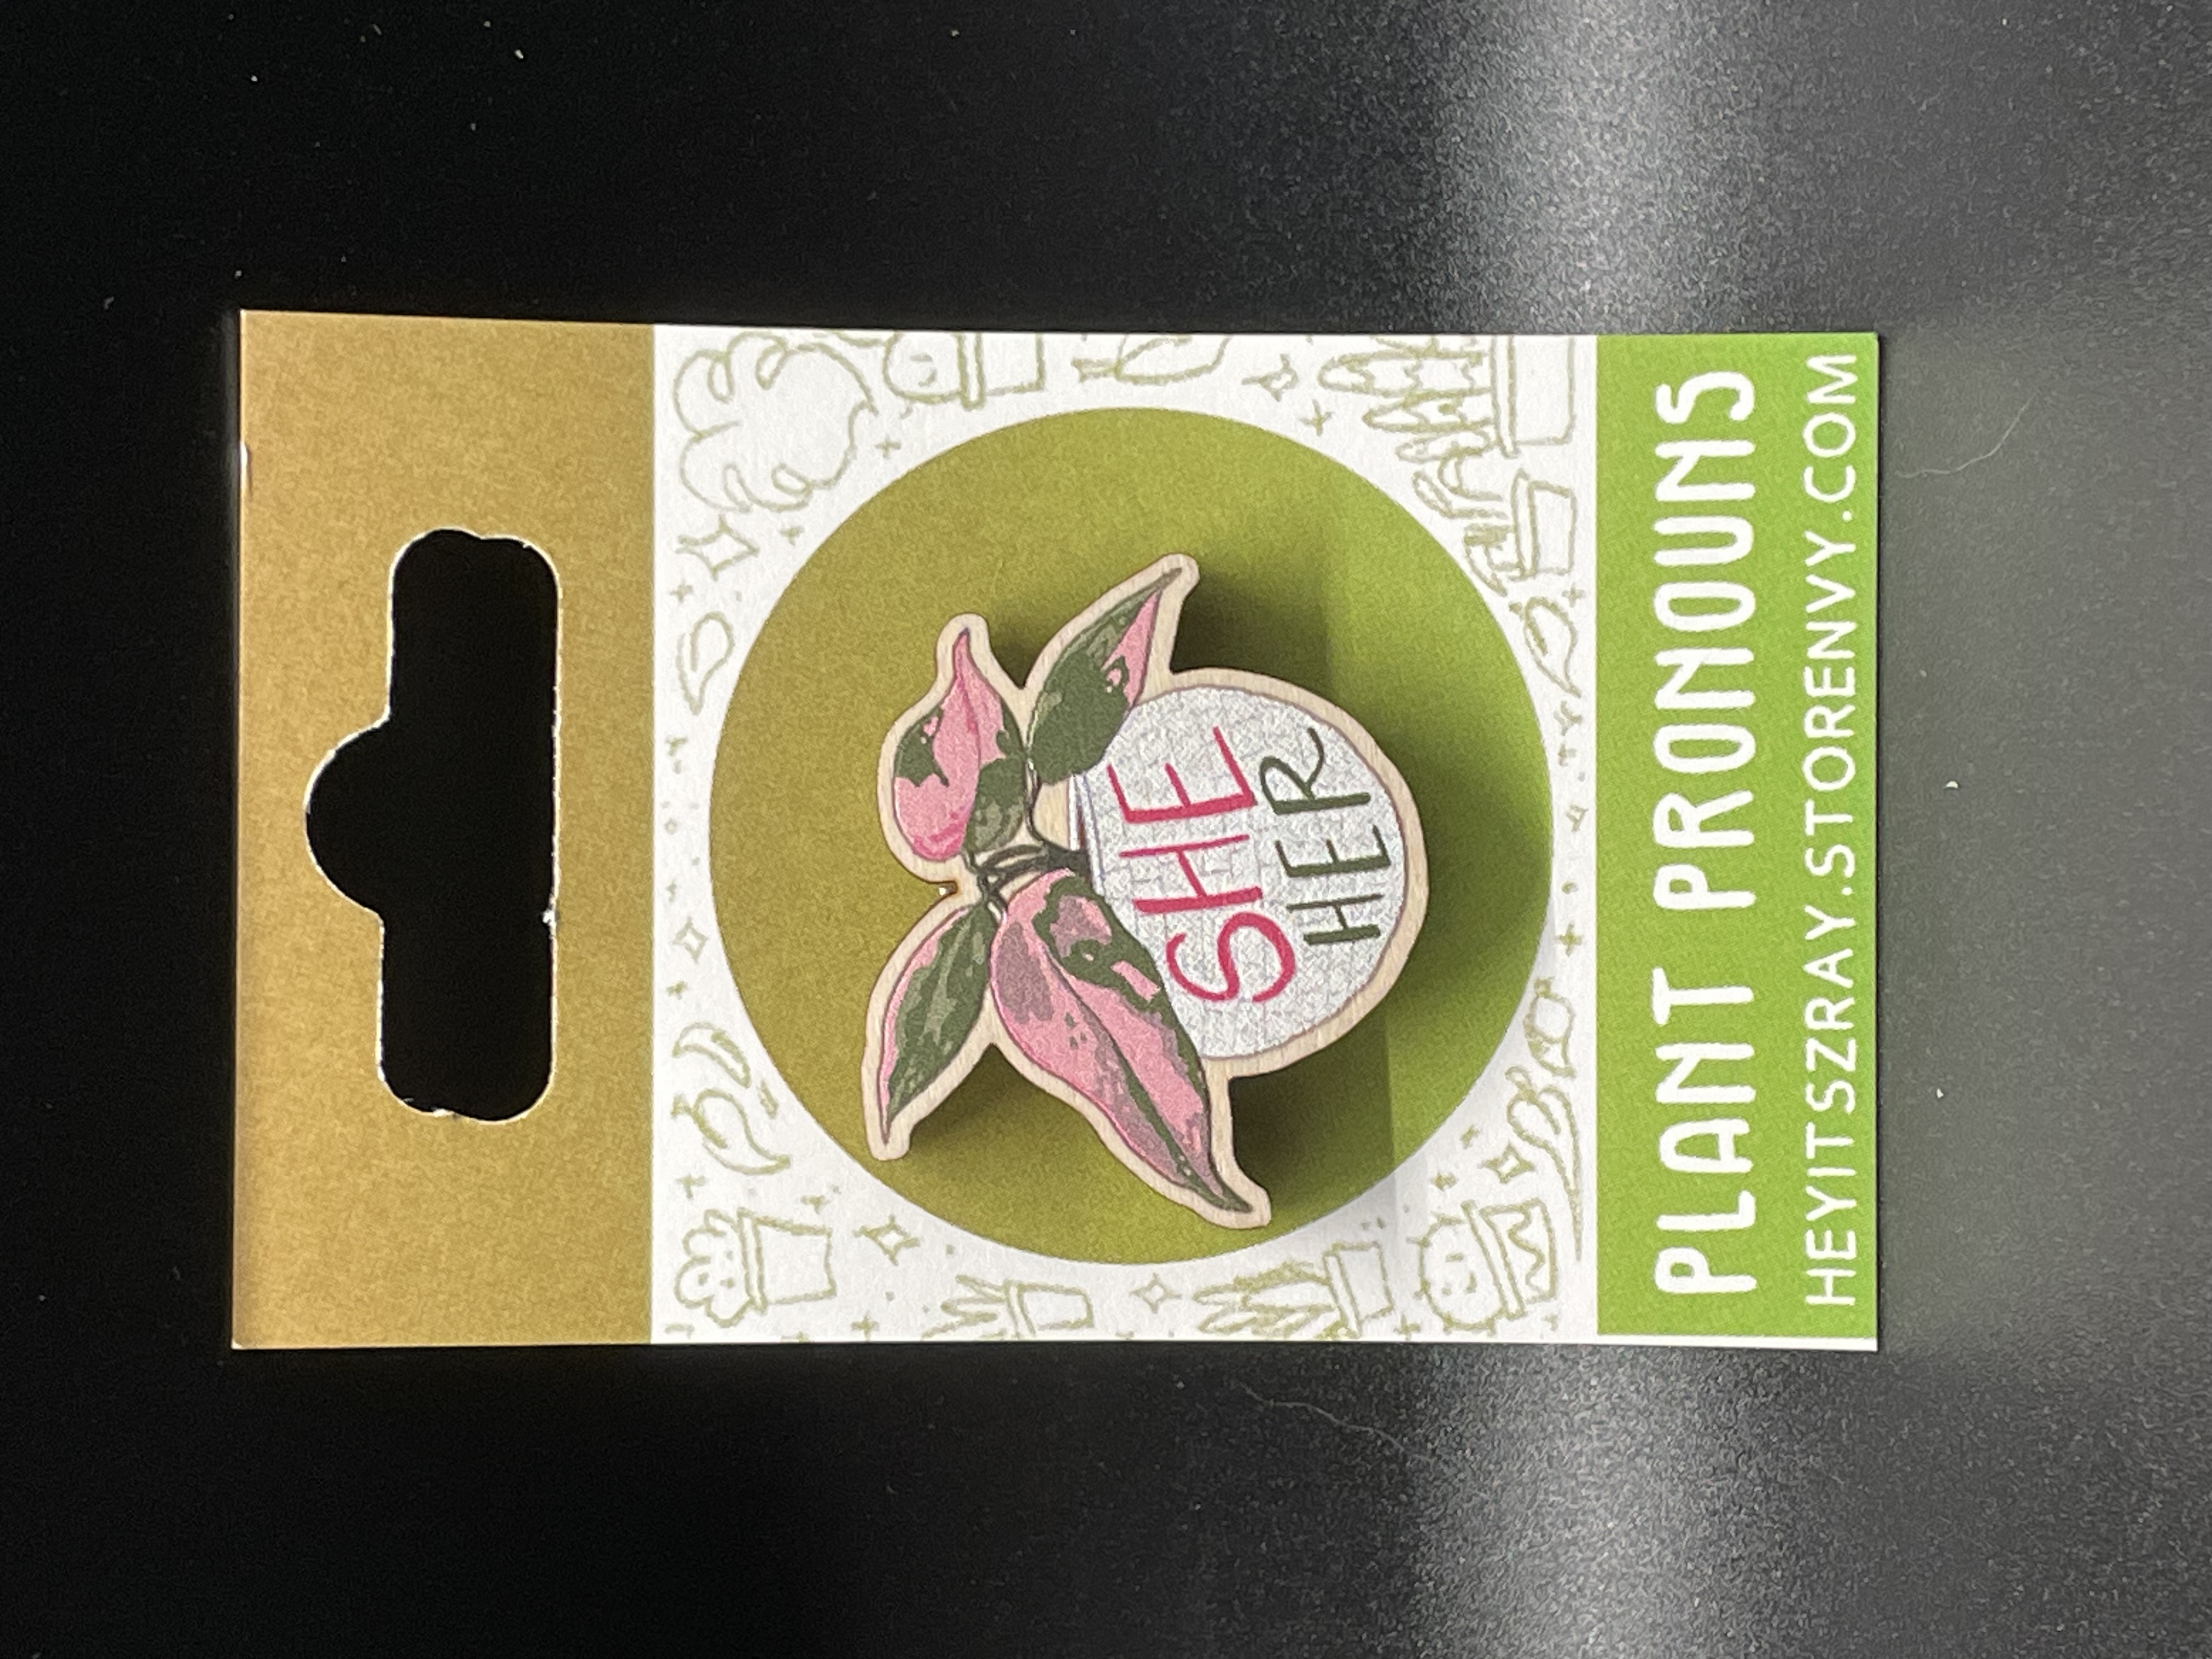 SHE
HER
PLANT PRONOUNS
HEYITSZRAY.STORENVY.COM